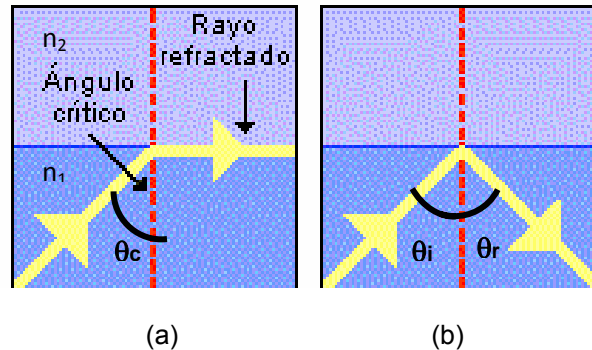 n₂
Rayo
refractado
Ángulo
crítico
n₁
θc
θi
θr
(a)
(b)